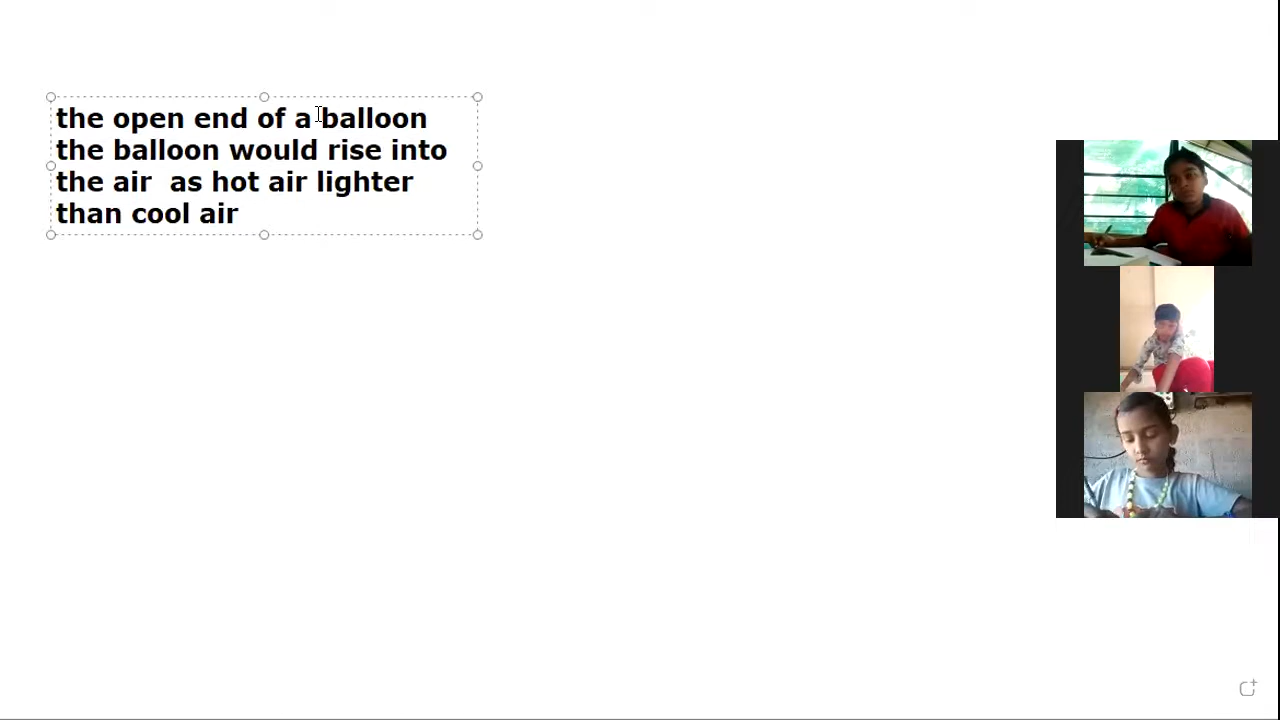 the open end of a balloon
the balloon would rise into
the air  as hot air lighter
than cool air